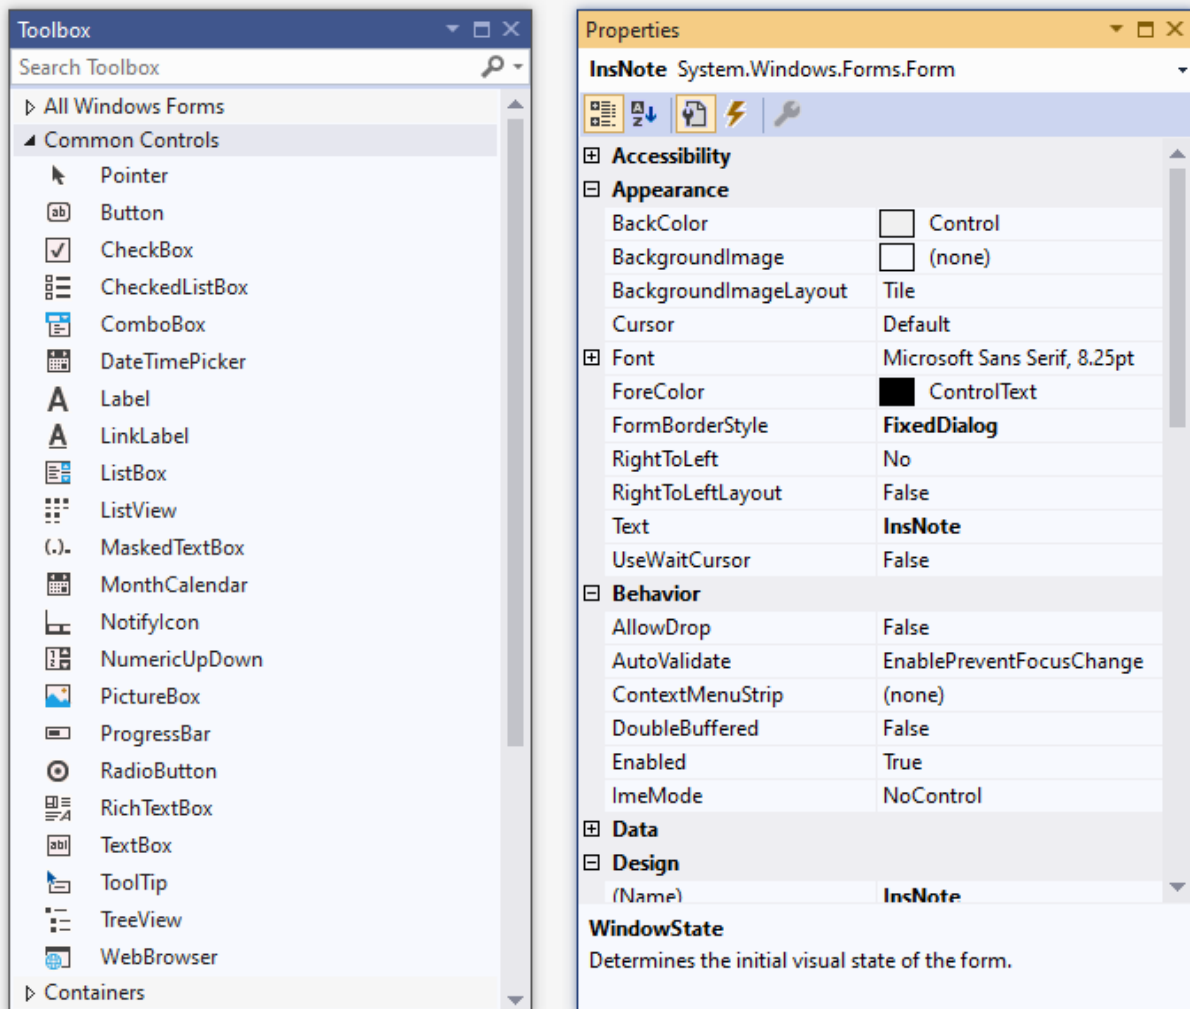 Toolbox
Search Toolbox
All Windows Forms
Common Controls
Pointer
Button
CheckBox
CheckedListBox
ComboBox
DateTimePicker
Label
LinkLabel
ListBox
ListView
MaskedTextBox
MonthCalendar
NotifyIcon
NumericUpDown
PictureBox
ProgressBar
RadioButton
RichTextBox
TextBox
ToolTip
TreeView
WebBrowser
Containers
Properties
InsNote System.Windows.Forms.Form
Accessibility
Appearance
BackColor Control
BackgroundImage (none)
BackgroundImageLayout Tile
Cursor Default
Font Microsoft Sans Serif, 8.25pt
ForeColor ControlText
FormBorderStyle FixedDialog
RightToLeft No
RightToLeftLayout False
Text InsNote
UseWaitCursor False
Behavior
AllowDrop False
AutoValidate EnablePreventFocusChange
ContextMenuStrip (none)
DoubleBuffered False
Enabled True
ImeMode NoControl
Data
Design
(Name) InsNote
WindowState
Determines the initial visual state of the form.